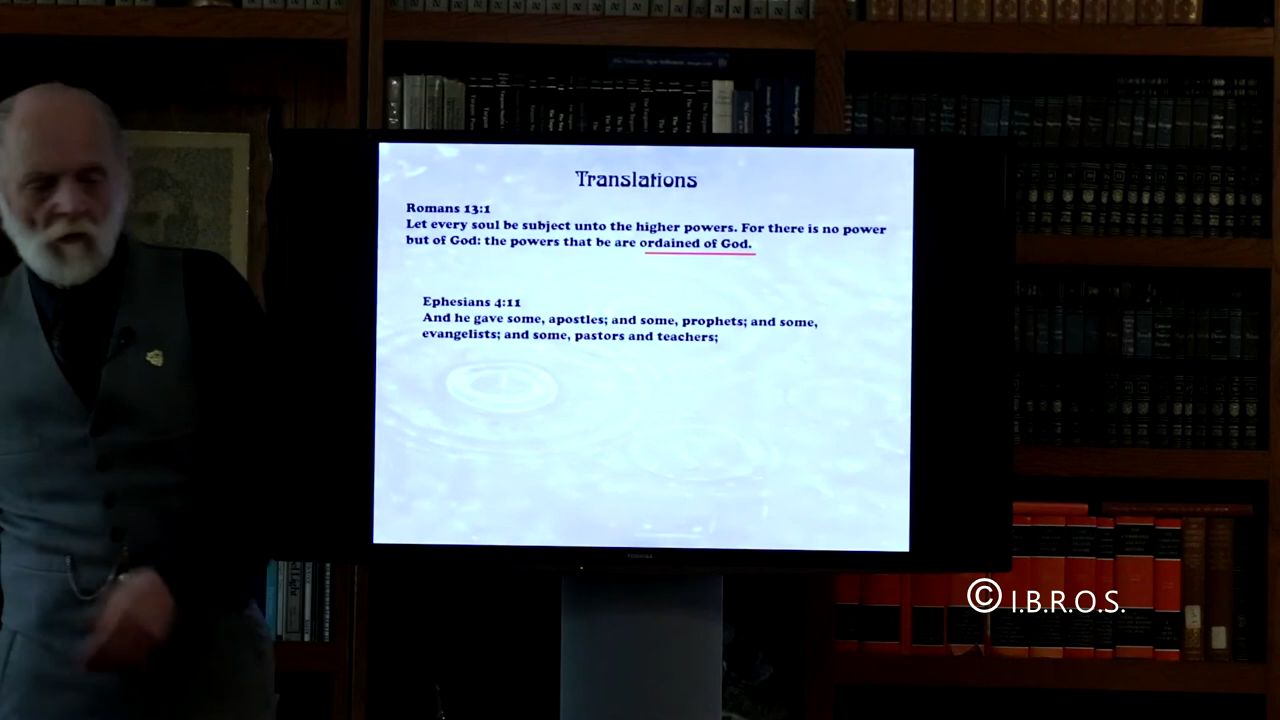 Translations
Romans 13:1
Let every soul be subject unto the higher powers. For there is no power
but of God: the powers that be are ordained of God.
Ephesians 4:11
And he gave some, apostles; and some, prophets; and some,
evangelists; and some, pastors and teachers;
TOSHIBA
© I.B.R.O.S.